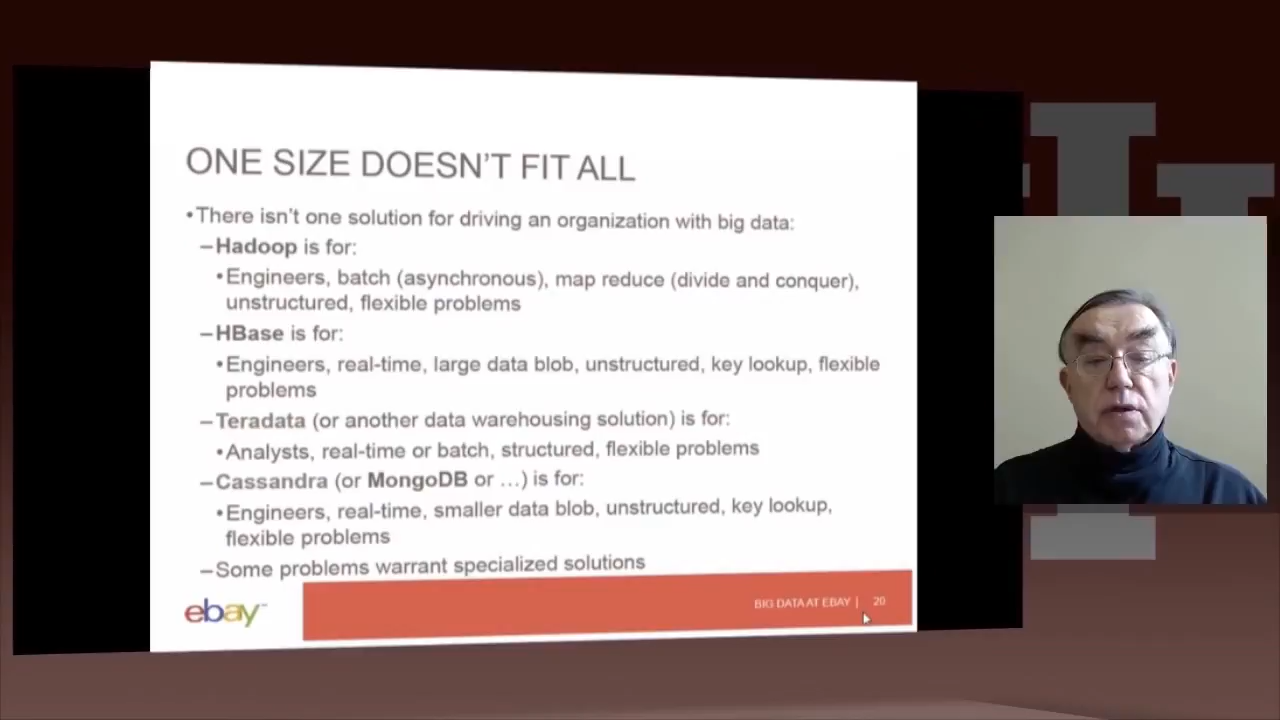 ONE SIZE DOESN'T FIT ALL
•There isn't one solution for driving an organization with big data:
–Hadoop is for:
•Engineers, batch (asynchronous), map reduce (divide and conquer),
unstructured, flexible problems
–HBase is for:
•Engineers, real-time, large data blob, unstructured, key lookup, flexible
problems
–Teradata (or another data warehousing solution) is for:
•Analysts, real-time or batch, structured, flexible problems
–Cassandra (or MongoDB or …) is for:
•Engineers, real-time, smaller data blob, unstructured, key lookup,
flexible problems
–Some problems warrant specialized solutions
ebay™
BIG DATA AT EBAY | 20